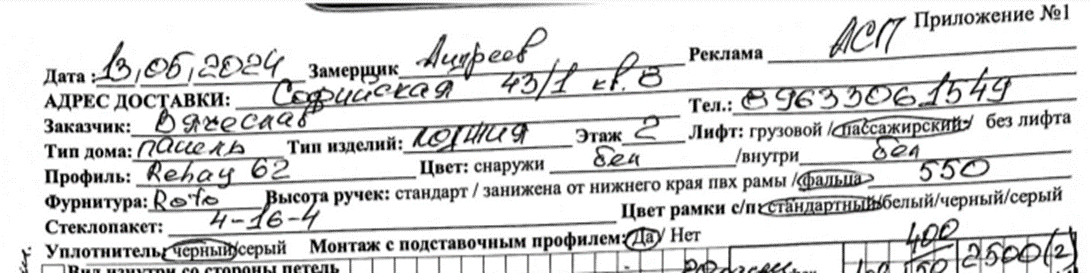 Приложение №1
Дата: 13.05.2024 Замерщик Андреев Реклама АСП
АДРЕС ДОСТАВКИ: Софийская 43/1 кв.8
Заказчик: Вячеслав Тел.: 89633061549
Тип дома: панель Тип изделий: лоджия Этаж 2 Лифт: грузовой / пассажирский / без лифта
Профиль: Rehay 62 Цвет: снаружи бел /внутри бел
Фурнитура: Roto Высота ручек: стандарт / занижена от нижнего края пвх рамы / фальца 550
Стеклопакет: 4-16-4 Цвет рамки с/п: стандартный/белый/черный/серый
Уплотнитель: черный/серый Монтаж с подставочным профилем: Да / Нет 400 2500(2)
Вид изнутри со стороны петель